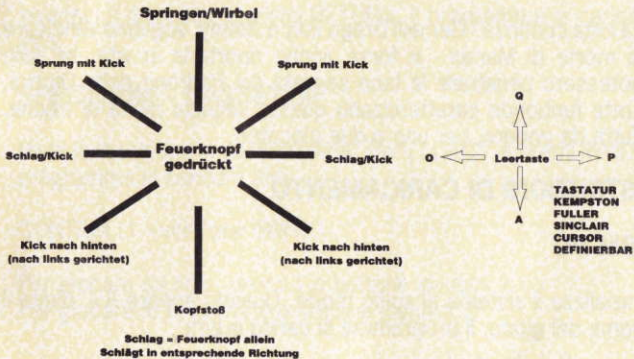 Springen/Wirbel
Sprung mit Kick
Sprung mit Kick
Schlag/Kick
Feuerknopf
gedrückt
Schlag/Kick
Kick nach hinten
(nach links gerichtet)
Kick nach hinten
(nach links gerichtet)
Kopfstoß
Schlag = Feuerknopf allein
Schlägt in entsprechende Richtung
Q
O
Leertaste
P
A
TASTATUR
KEMPSTON
FULLER
SINCLAIR
CURSOR
DEFINIERBAR